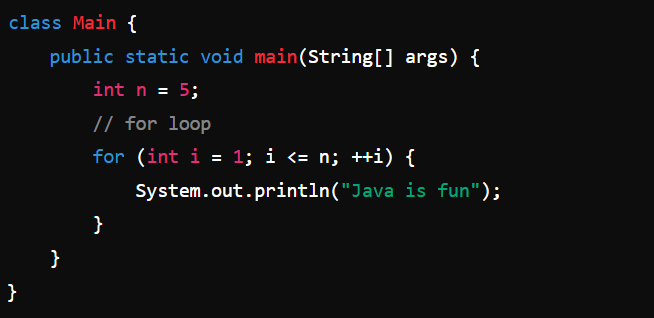 class Main {
    public static void main(String[] args) {
        int n = 5;
        // for loop
        for (int i = 1; i <= n; ++i) {
            System.out.println("Java is fun");
        }
    }
}